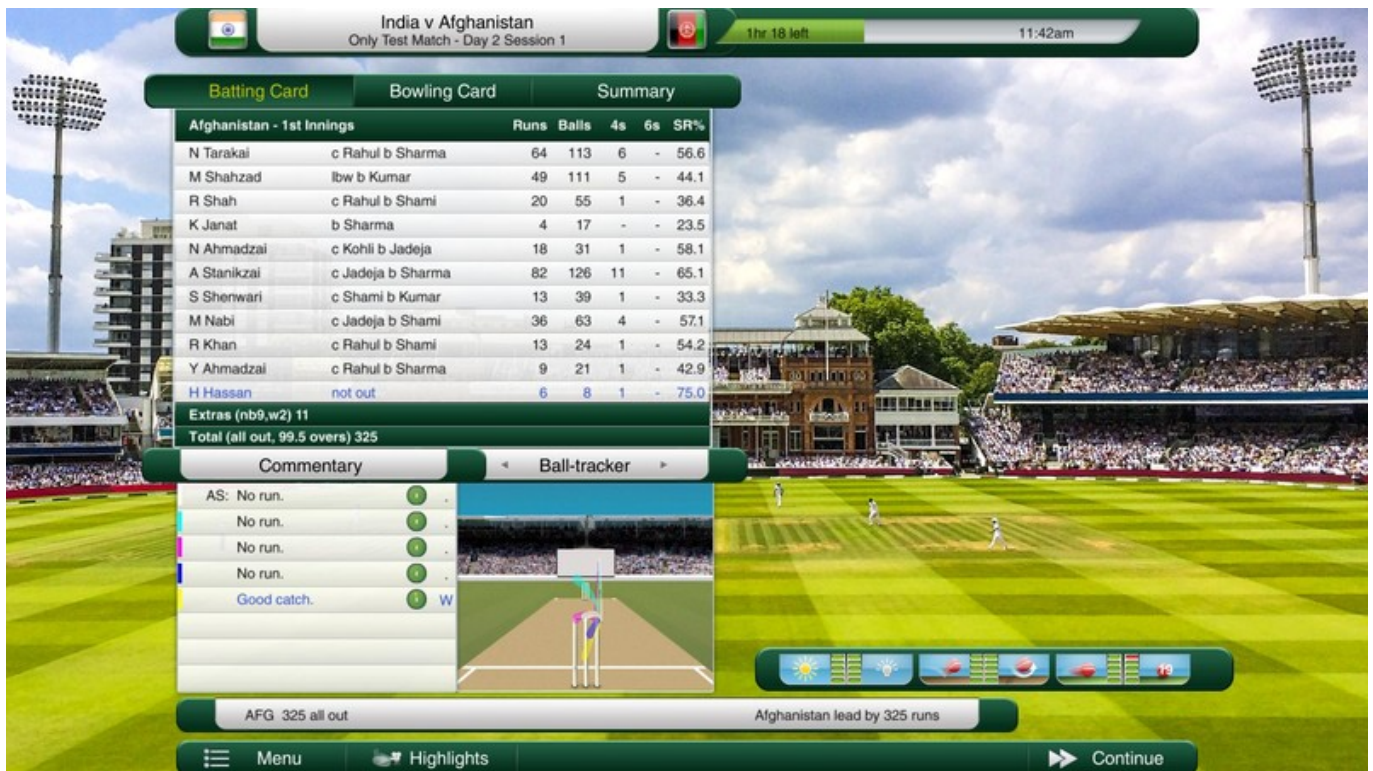 India v Afghanistan
Only Test Match - Day 2 Session 1
1hr 18 left
11:42am
Batting Card Bowling Card Summary
Afghanistan - 1st Innings Runs Balls 4s 6s SR%
N Tarakai c Rahul b Sharma 64 113 6 - 56.6
M Shahzad lbw b Kumar 49 111 5 - 44.1
R Shah c Rahul b Shami 20 55 1 - 36.4
K Janat b Sharma 4 17 - - 23.5
N Ahmadzai c Kohli b Jadeja 18 31 1 - 58.1
A Stanikzai c Jadeja b Sharma 82 126 11 - 65.1
S Shenwari c Shami b Kumar 13 39 1 - 33.3
M Nabi c Jadeja b Shami 36 63 4 - 57.1
R Khan c Rahul b Shami 13 24 1 - 54.2
Y Ahmadzai c Rahul b Sharma 9 21 1 - 42.9
H Hassan not out 6 8 1 - 75.0
Extras (nb9,w2) 11
Total (all out, 99.5 overs) 325
Commentary Ball-tracker
AS: No run. .
No run. .
No run. .
No run. .
Good catch. W
19
AFG 325 all out Afghanistan lead by 325 runs
Menu Highlights Continue